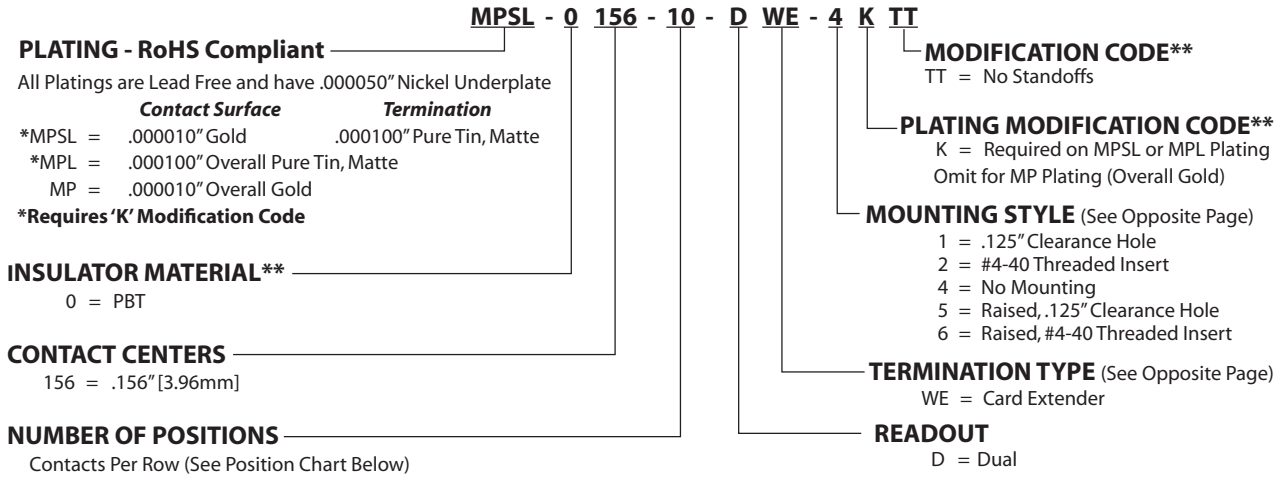 MPSL - 0 156 - 10 - D WE - 4 K TT
PLATING - RoHS Compliant
All Platings are Lead Free and have .000050" Nickel Underplate
Contact Surface Termination
*MPSL = .000010" Gold .000100" Pure Tin, Matte
*MPL = .000100" Overall Pure Tin, Matte
MP = .000010" Overall Gold
*Requires 'K' Modification Code
INSULATOR MATERIAL**
0 = PBT
CONTACT CENTERS
156 = .156" [3.96mm]
NUMBER OF POSITIONS
Contacts Per Row (See Position Chart Below)
MODIFICATION CODE**
TT = No Standoffs
PLATING MODIFICATION CODE**
K = Required on MPSL or MPL Plating
Omit for MP Plating (Overall Gold)
MOUNTING STYLE (See Opposite Page)
1 = .125" Clearance Hole
2 = #4-40 Threaded Insert
4 = No Mounting
5 = Raised, .125" Clearance Hole
6 = Raised, #4-40 Threaded Insert
TERMINATION TYPE (See Opposite Page)
WE = Card Extender
READOUT
D = Dual